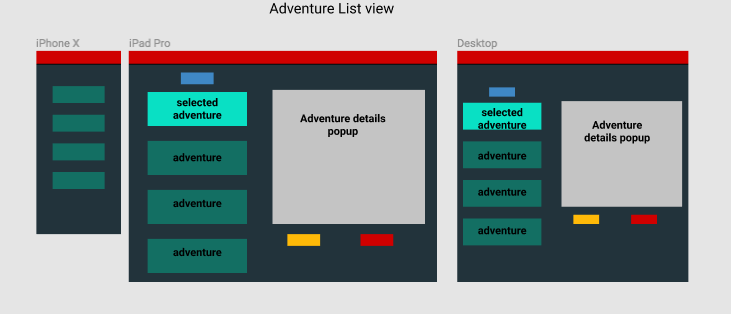 Adventure List view
iPhone X
iPad Pro
Desktop
selected
adventure
adventure
adventure
adventure
Adventure details
popup
selected
adventure
adventure
adventure
adventure
Adventure
details popup